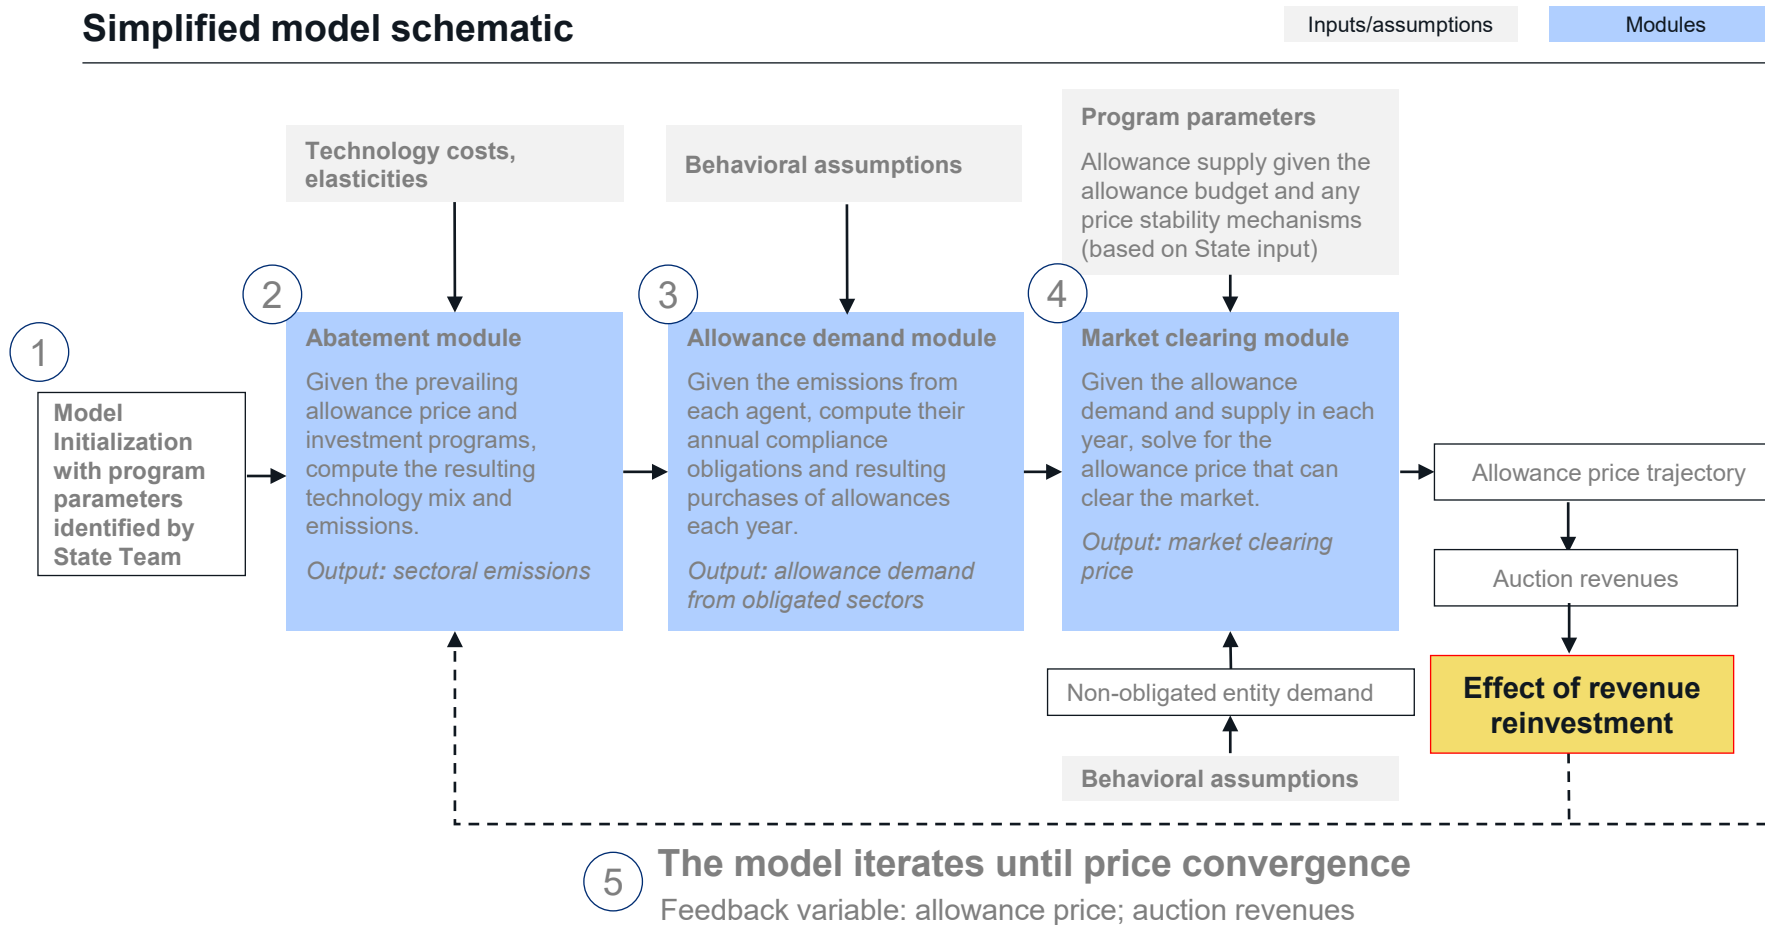 Simplified model schematic
Inputs/assumptions
Modules
Technology costs,
elasticities
Behavioral assumptions
Program parameters
Allowance supply given the
allowance budget and any
price stability mechanisms
(based on State input)
1
Model
Initialization
with program
parameters
identified by
State Team
2
Abatement module
Given the prevailing
allowance price and
investment programs,
compute the resulting
technology mix and
emissions.
Output: sectoral emissions
3
Allowance demand module
Given the emissions from
each agent, compute their
annual compliance
obligations and resulting
purchases of allowances
each year.
Output: allowance demand
from obligated sectors
4
Market clearing module
Given the allowance
demand and supply in each
year, solve for the
allowance price that can
clear the market.
Output: market clearing
price
Non-obligated entity demand
Behavioral assumptions
Allowance price trajectory
Auction revenues
Effect of revenue
reinvestment
5
The model iterates until price convergence
Feedback variable: allowance price; auction revenues